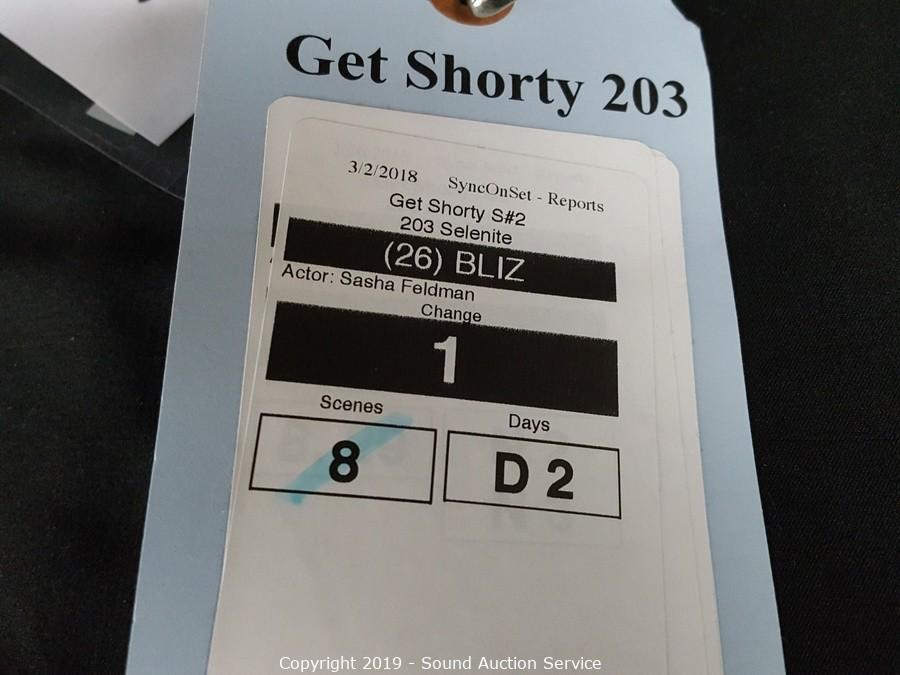 Get Shorty 203
3/2/2018 SyncOnSet - Reports
Get Shorty S#2
203 Selenite
(26) BLIZ
Actor: Sasha Feldman
Change
1
Scenes Days
8 D 2
Copyright 2019 - Sound Auction Service